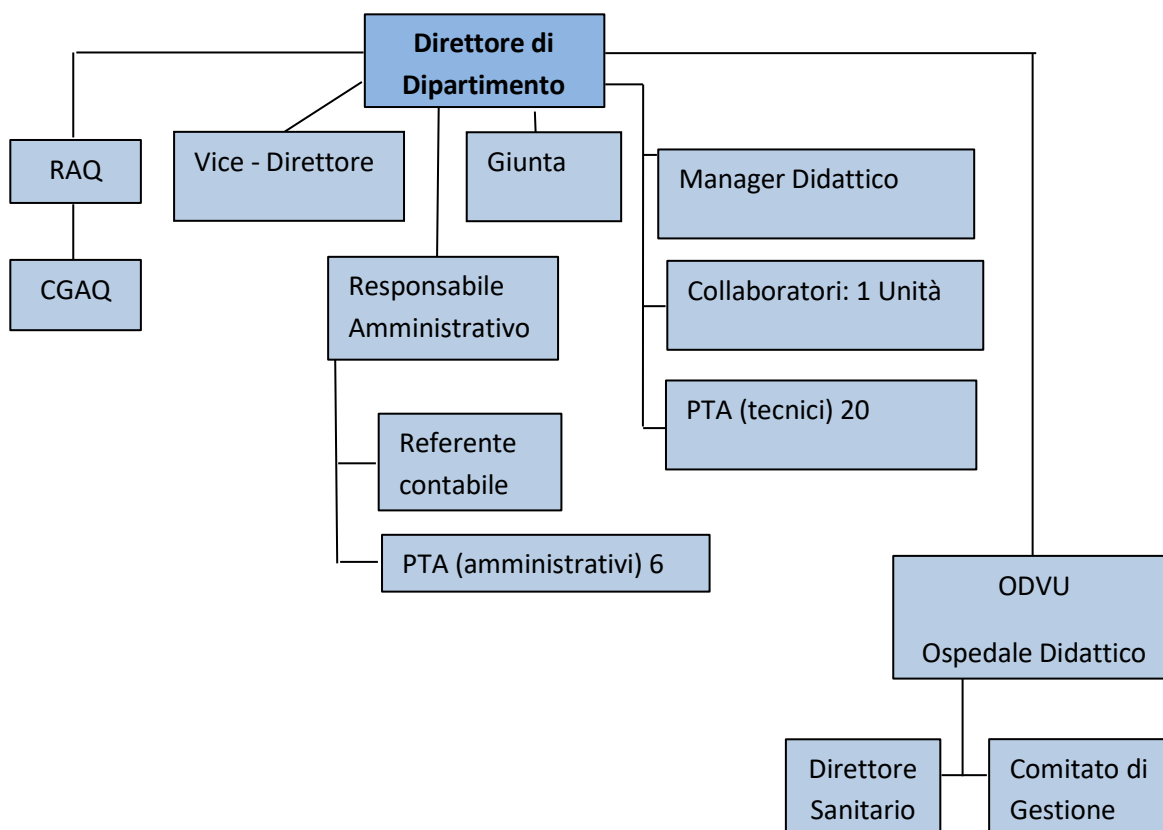 Direttore di
Dipartimento
RAQ
Vice - Direttore
Giunta
Manager Didattico
CGAQ
Responsabile
Amministrativo
Collaboratori: 1 Unità
PTA (tecnici) 20
Referente
contabile
PTA (amministrativi) 6
ODVU
Ospedale Didattico
Direttore
Sanitario
Comitato di
Gestione